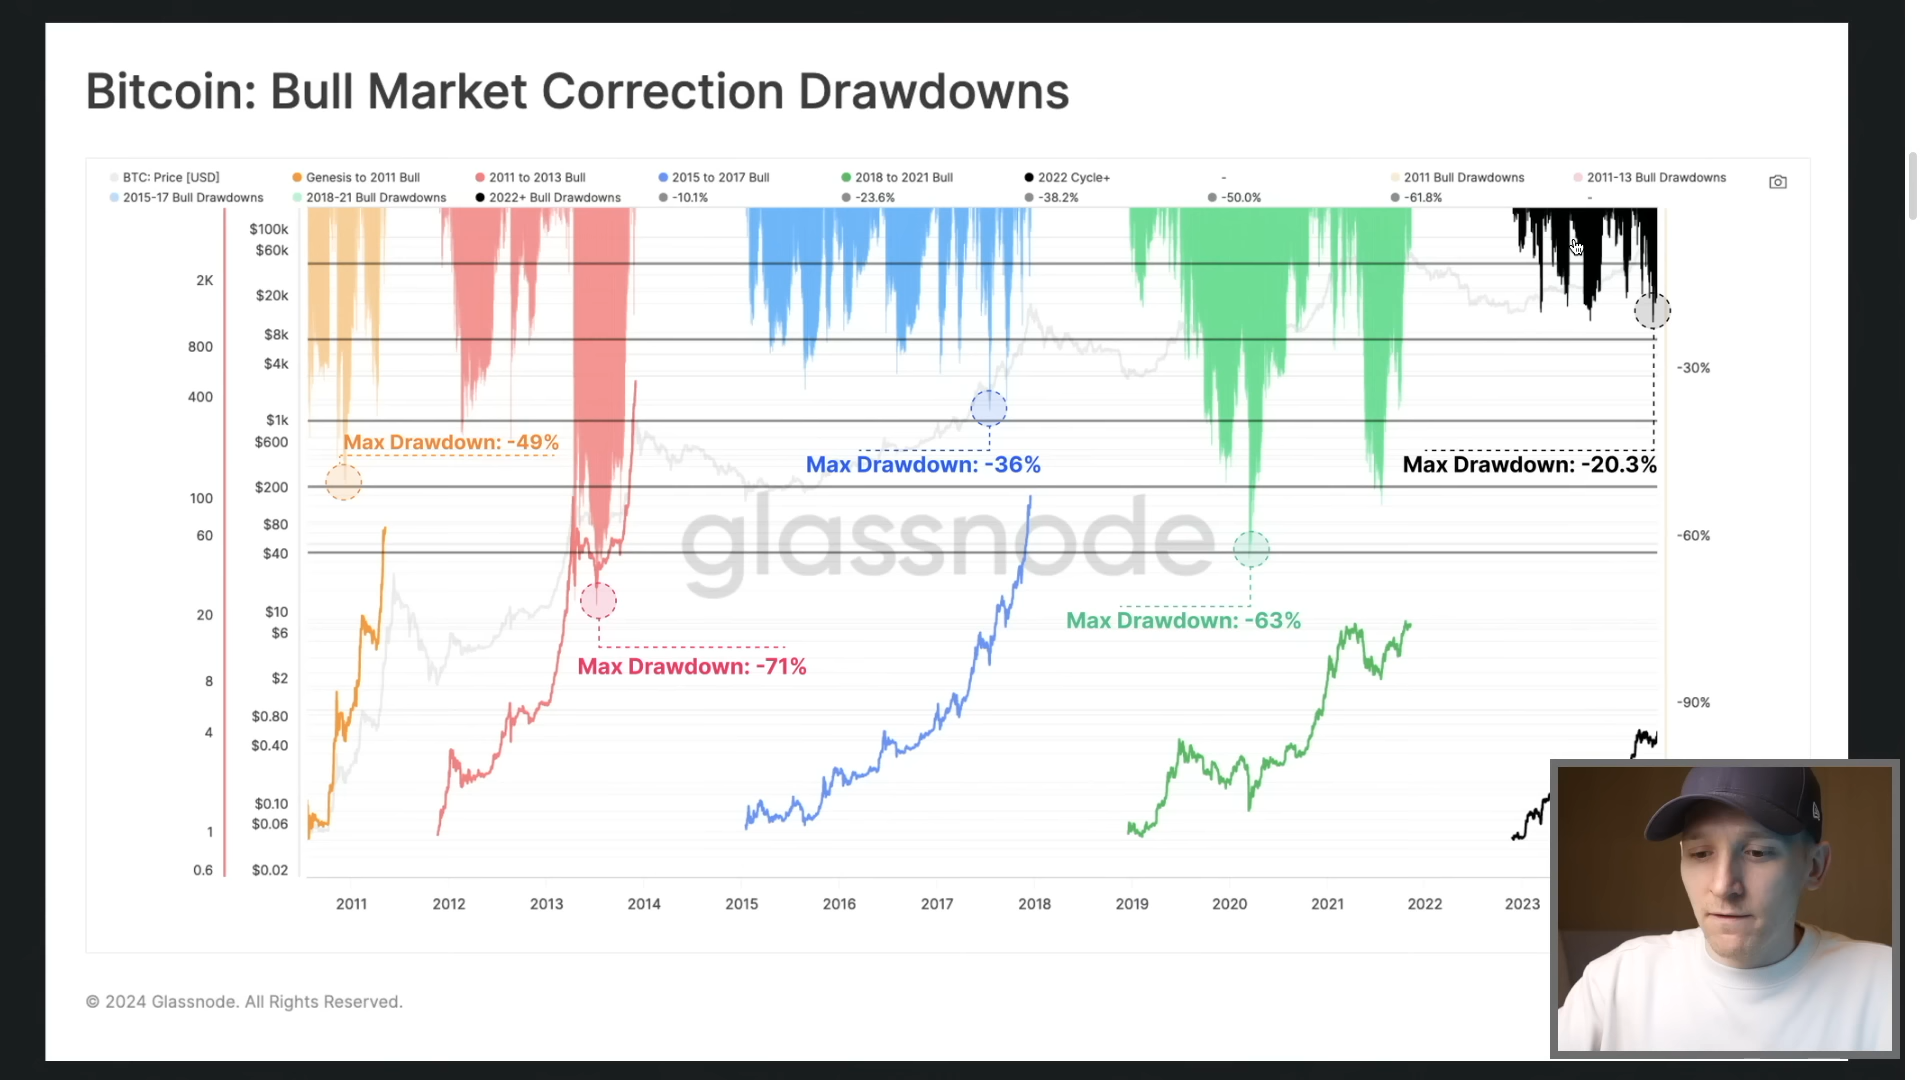 Bitcoin: Bull Market Correction Drawdowns
BTC: Price [USD] Genesis to 2011 Bull 2011 to 2013 Bull 2015 to 2017 Bull 2018 to 2021 Bull 2022 Cycle+ - 2011 Bull Drawdowns 2011-13 Bull Drawdowns
2015-17 Bull Drawdowns 2018-21 Bull Drawdowns 2022+ Bull Drawdowns -10.1% -23.6% -38.2% -50.0% -61.8% -
$100k
$60k
2K
$20k
$8k
800
$4k
-30%
400
$1k
$600
Max Drawdown: -49%
Max Drawdown: -36%
Max Drawdown: -20.3%
$200
100
$80
60
-60%
glassnode
$40
$10
20
Max Drawdown: -63%
$6
Max Drawdown: -71%
$2
8
-90%
$0.80
4
$0.40
$0.10
$0.06
1
0.6
$0.02
2011 2012 2013 2014 2015 2016 2017 2018 2019 2020 2021 2022 2023
© 2024 Glassnode. All Rights Reserved.